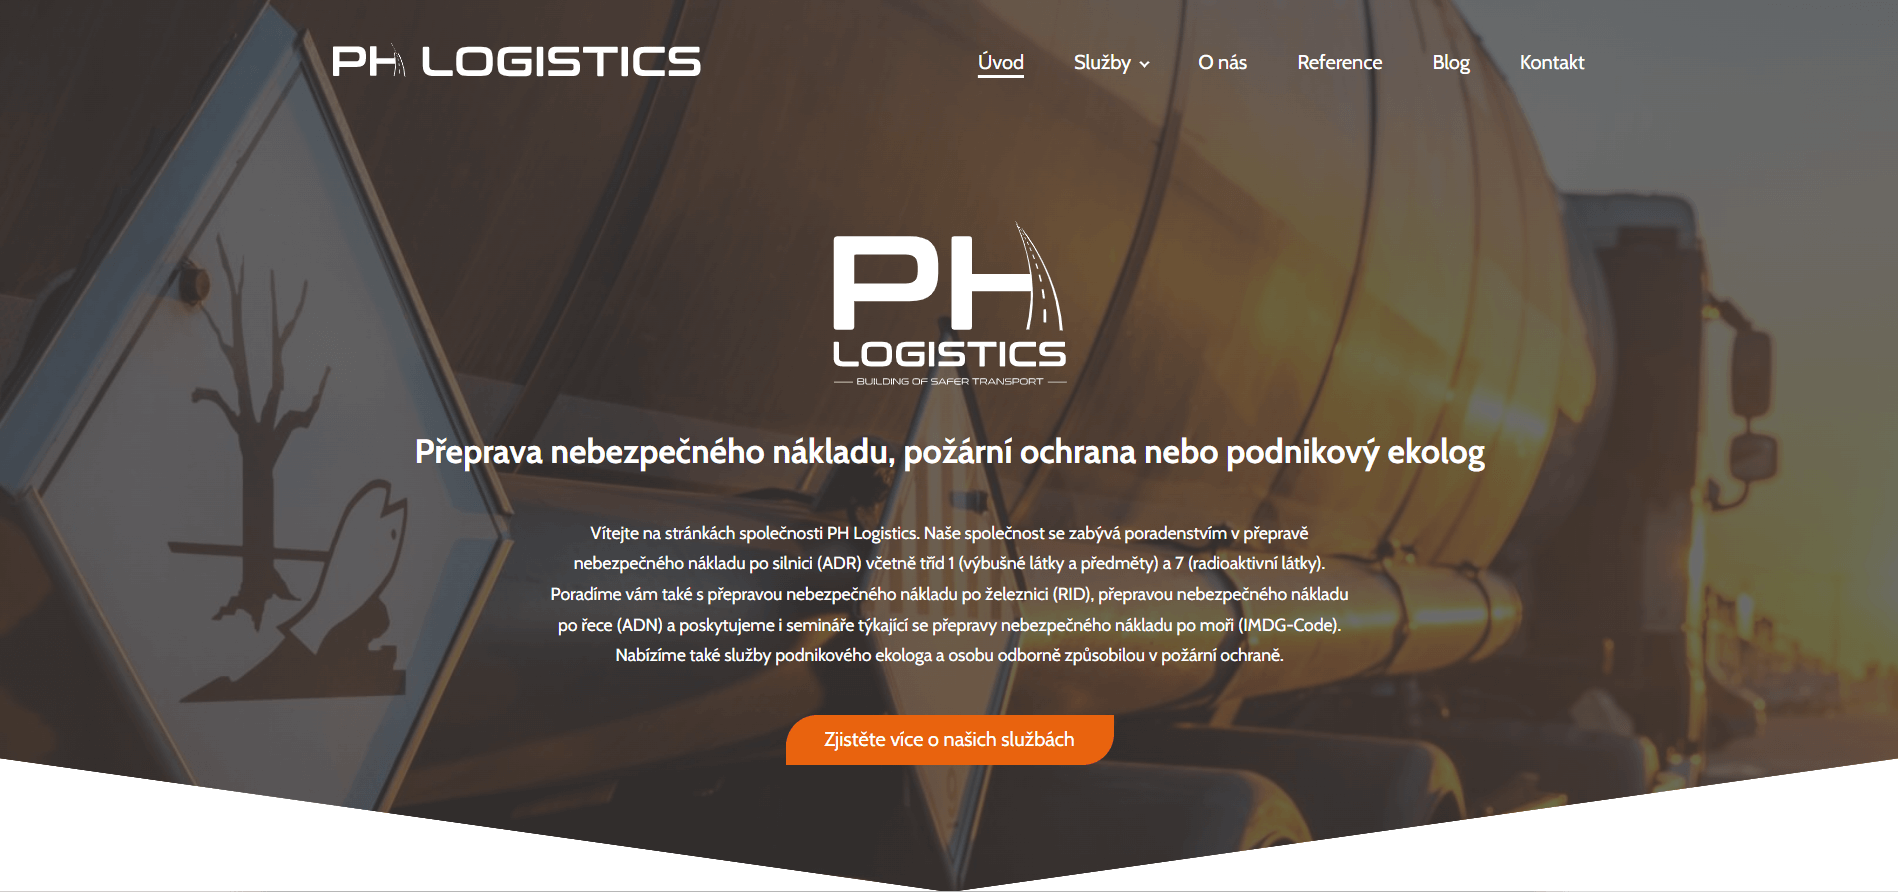 PH LOGISTICS
Úvod
Služby
O nás
Reference
Blog
Kontakt
PH
LOGISTICS
BUILDING OF SAFER TRANSPORT
Přeprava nebezpečného nákladu, požární ochrana nebo podnikový ekolog
Vítejte na stránkách společnosti PH Logistics. Naše společnost se zabývá poradenstvím v přepravě
nebezpečného nákladu po silnici (ADR) včetně tříd 1 (výbušné látky a předměty) a 7 (radioaktivní látky).
Poradíme vám také s přepravou nebezpečného nákladu po železnici (RID), přepravou nebezpečného nákladu
po řece (ADN) a poskytujeme i semináře týkající se přepravy nebezpečného nákladu po moři (IMDG-Code).
Nabízíme také služby podnikového ekologa a osobu odborně způsobilou v požární ochraně.
Zjistěte více o našich službách